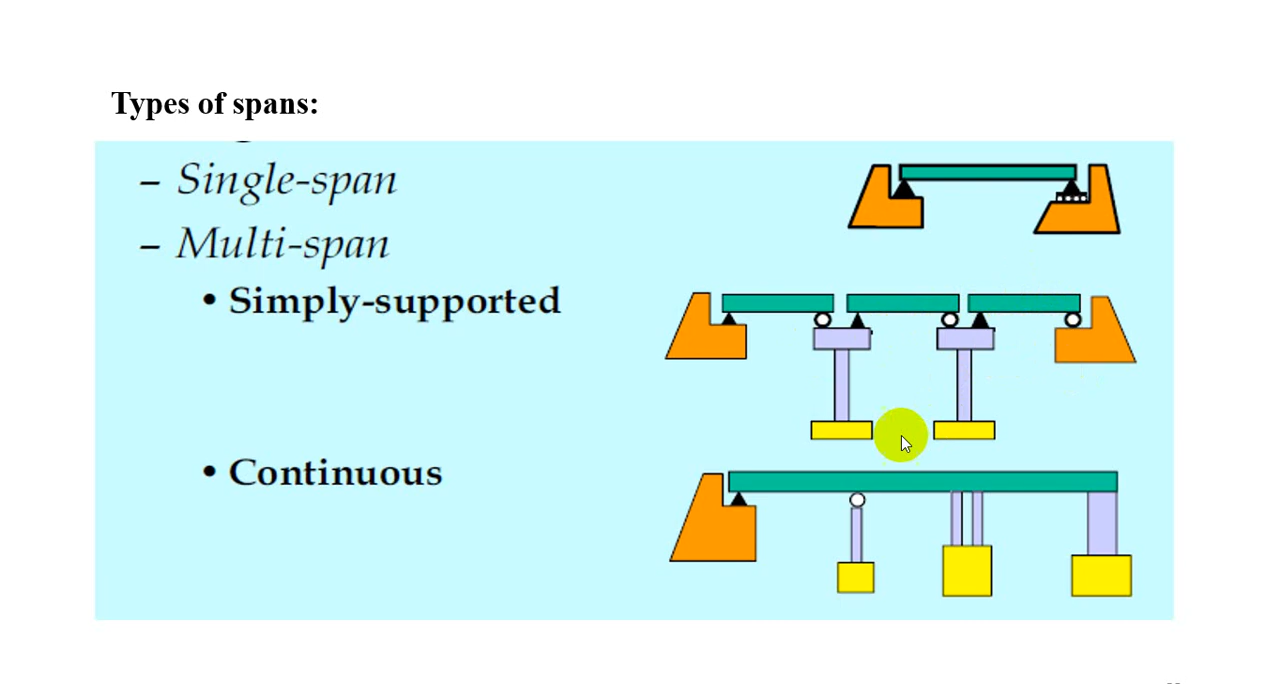 Types of spans:
– Single-span
– Multi-span
• Simply-supported
• Continuous